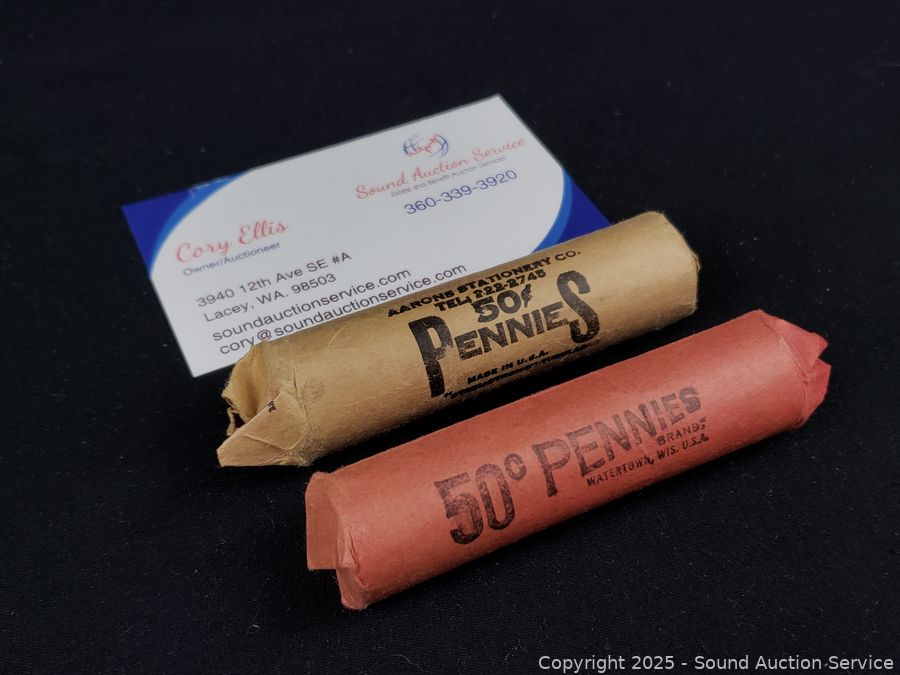 Sound Auction Service
Estate and Benefit Auction Services
360-339-3920
Cory Ellis
Owner/Auctioneer
3940 12th Ave SE #A
Lacey, WA. 98503
soundauctionservice.com
cory@soundauctionservice.com
AARONS STATIONERY CO.
TEL: 222-2745
50¢
PENNIES
MADE IN U.S.A.
50¢ PENNIES
BRAND
WATERTOWN, WIS. U.S.A.
Copyright © 2025 - Sound Auction Service